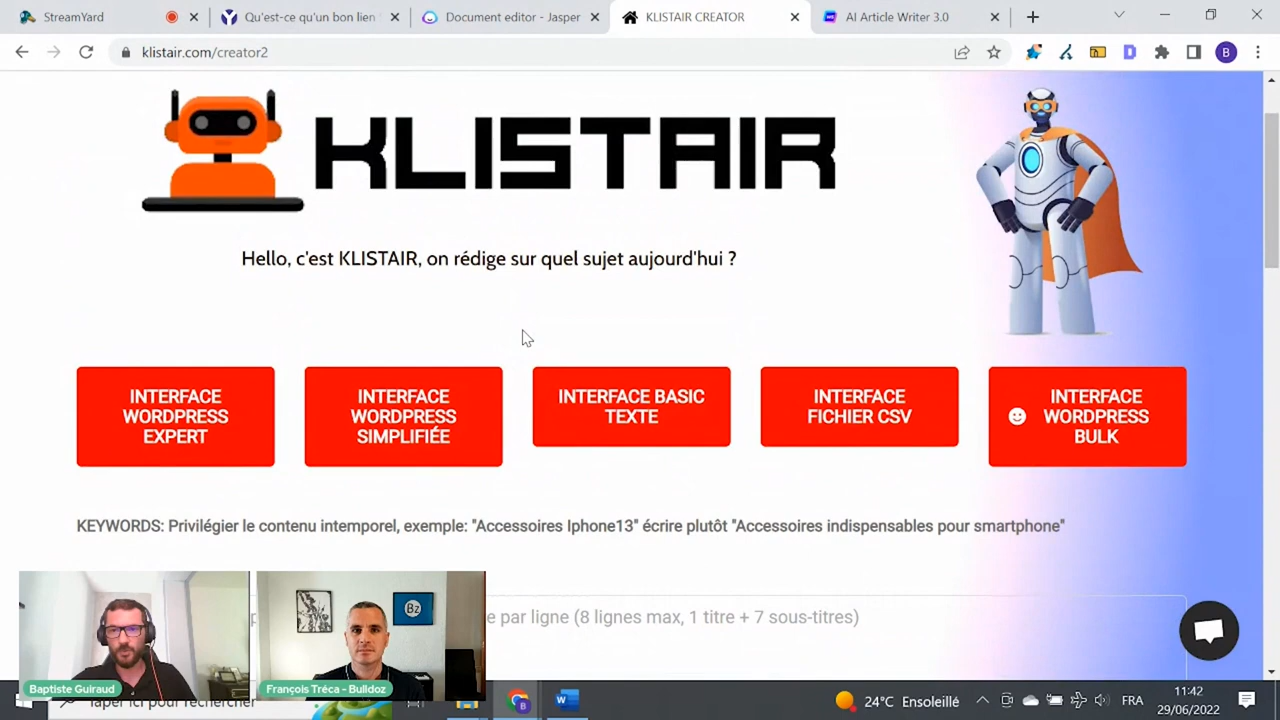 StreamYard
Qu'est-ce qu'un bon lien
Document editor - Jasper
KLISTAIR CREATOR
AI Article Writer 3.0
klistair.com/creator2
B
KLISTAIR
Hello, c'est KLISTAIR, on rédige sur quel sujet aujourd'hui ?
INTERFACE
WORDPRESS
EXPERT
INTERFACE
WORDPRESS
SIMPLIFIÉE
INTERFACE BASIC
TEXTE
INTERFACE
FICHIER CSV
INTERFACE
WORDPRESS
BULK
KEYWORDS: Privilégier le contenu intemporel, exemple: "Accessoires Iphone13" écrire plutôt "Accessoires indispensables pour smartphone"
par ligne (8 lignes max, 1 titre + 7 sous-titres)
Bz
Baptiste Guiraud
François Tréca - Bulldoz
Taper ici pour rechercher
24°C Ensoleillé
FRA
11:42
29/06/2022